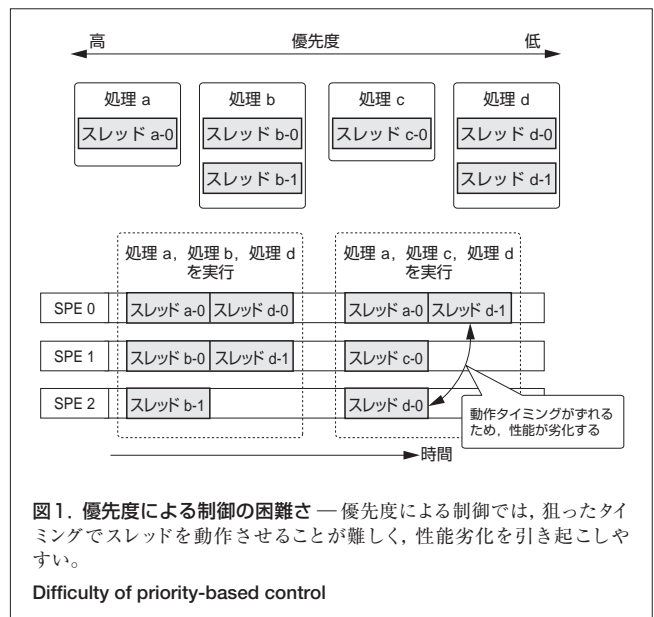 高 優先度 低
処理 a 処理 b 処理 c 処理 d
スレッド a-0 スレッド b-0 スレッド c-0 スレッド d-0
スレッド b-1 スレッド d-1
処理 a，処理 b，処理 d
を実行
処理 a，処理 c，処理 d
を実行
SPE 0 スレッド a-0 スレッド d-0 スレッド a-0 スレッド d-1
SPE 1 スレッド b-0 スレッド d-1 スレッド c-0
SPE 2 スレッド b-1 スレッド d-0
動作タイミングがずれる
ため，性能が劣化する
時間
図1．優先度による制御の困難さ ― 優先度による制御では，狙ったタイ
ミングでスレッドを動作させることが難しく，性能劣化を引き起こしや
すい。
Difficulty of priority-based control